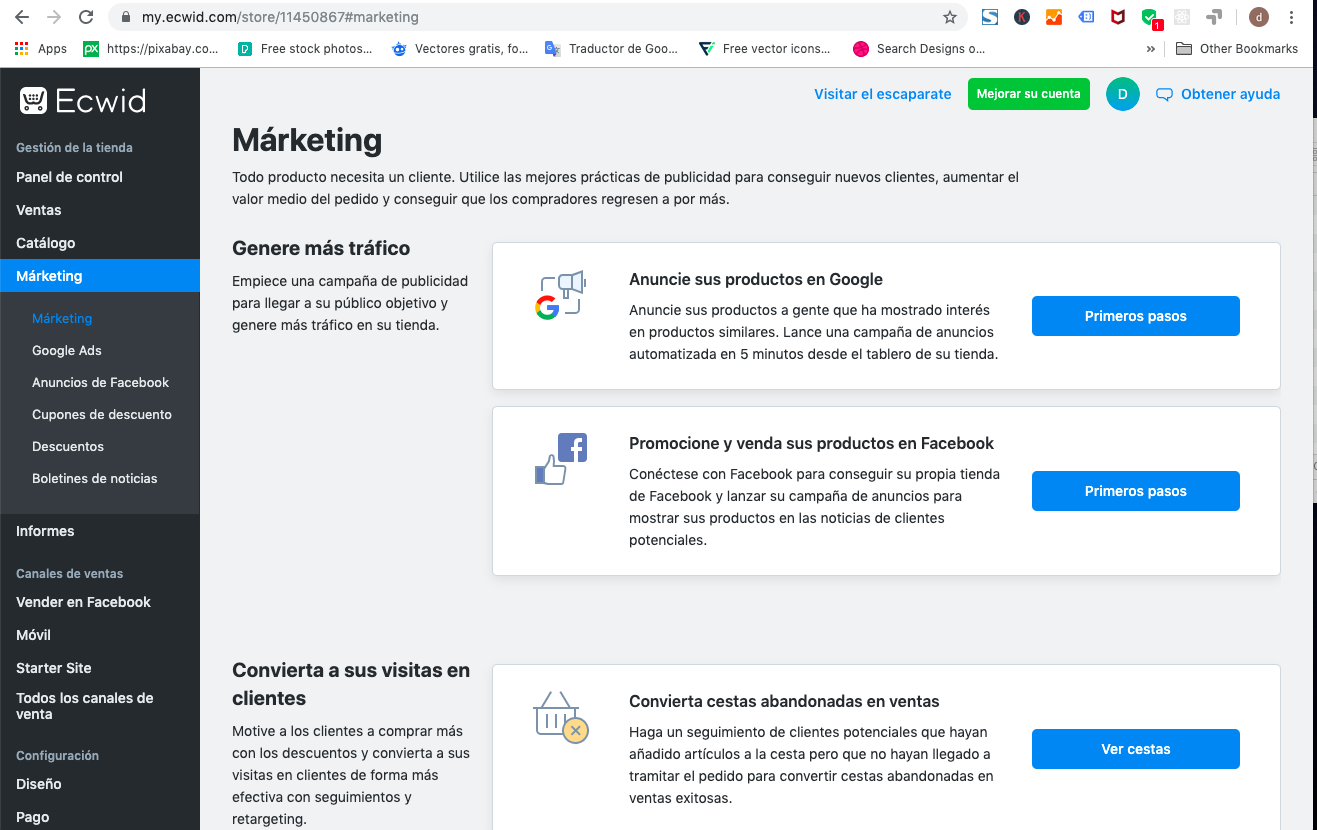 my.ecwid.com/store/11450867#marketing
1
d
Apps
px
https://pixabay.co...
Free stock photos...
Vectores gratis, fo...
Traductor de Goo...
Free vector icons...
Search Designs o...
»
Other Bookmarks
Ecwid
Visitar el escaparate
Mejorar su cuenta
D
Obtener ayuda
Gestión de la tienda
Panel de control
Ventas
Catálogo
Márketing
Márketing
Google Ads
Anuncios de Facebook
Cupones de descuento
Descuentos
Boletines de noticias
Informes
Canales de ventas
Vender en Facebook
Móvil
Starter Site
Todos los canales de
venta
Configuración
Diseño
Pago
Márketing
Todo producto necesita un cliente. Utilice las mejores prácticas de publicidad para conseguir nuevos clientes, aumentar el
valor medio del pedido y conseguir que los compradores regresen a por más.
Genere más tráfico
Empiece una campaña de publicidad
para llegar a su público objetivo y
genere más tráfico en su tienda.
Anuncie sus productos en Google
Anuncie sus productos a gente que ha mostrado interés
en productos similares. Lance una campaña de anuncios
automatizada en 5 minutos desde el tablero de su tienda.
Primeros pasos
Promocione y venda sus productos en Facebook
Conéctese con Facebook para conseguir su propia tienda
de Facebook y lanzar su campaña de anuncios para
mostrar sus productos en las noticias de clientes
potenciales.
Primeros pasos
Convierta a sus visitas en
clientes
Motive a los clientes a comprar más
con los descuentos y convierta a sus
visitas en clientes de forma más
efectiva con seguimientos y
retargeting.
Convierta cestas abandonadas en ventas
Haga un seguimiento de clientes potenciales que hayan
añadido artículos a la cesta pero que no hayan llegado a
tramitar el pedido para convertir cestas abandonadas en
ventas exitosas.
Ver cestas